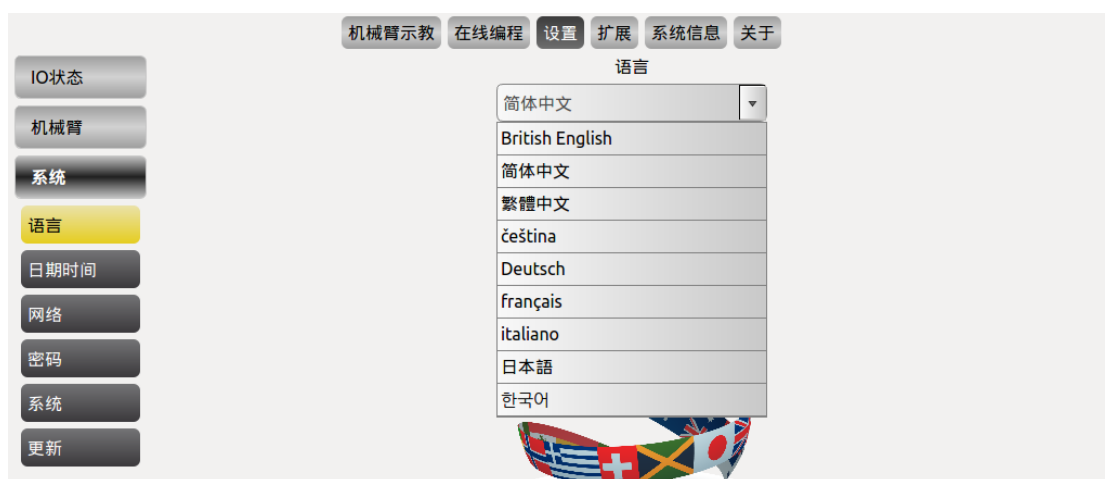 机械臂示教 在线编程 设置 扩展 系统信息 关于
语言
IO状态
机械臂
系统
语言
日期时间
网络
密码
系统
更新
简体中文
British English
简体中文
繁體中文
čeština
Deutsch
français
italiano
日本語
한국어